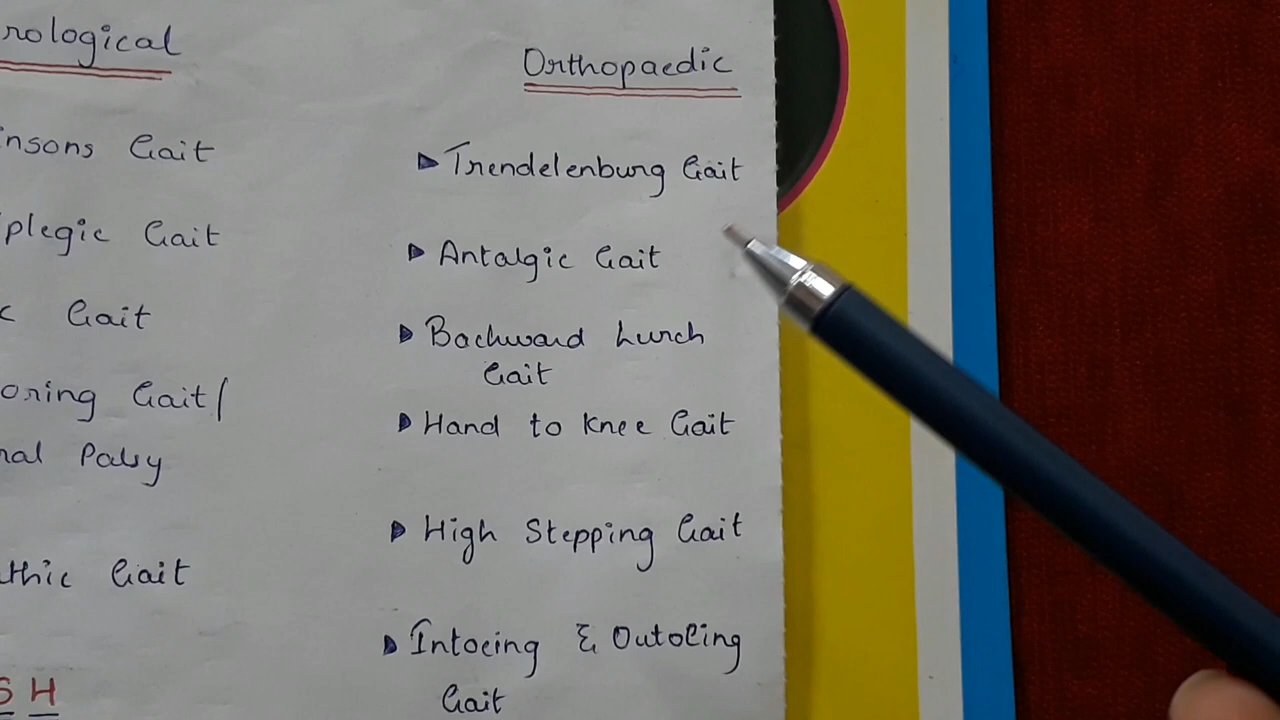 rological
insons Gait
plegic Gait
c Gait
oring Gait/
nal Palsy
thic Gait
S H
Orthopaedic
Trendelenburg Gait
Antalgic Gait
Backward Lurch
Gait
Hand to Knee Gait
High Stepping Gait
Intoeing & Outoeing
Gait